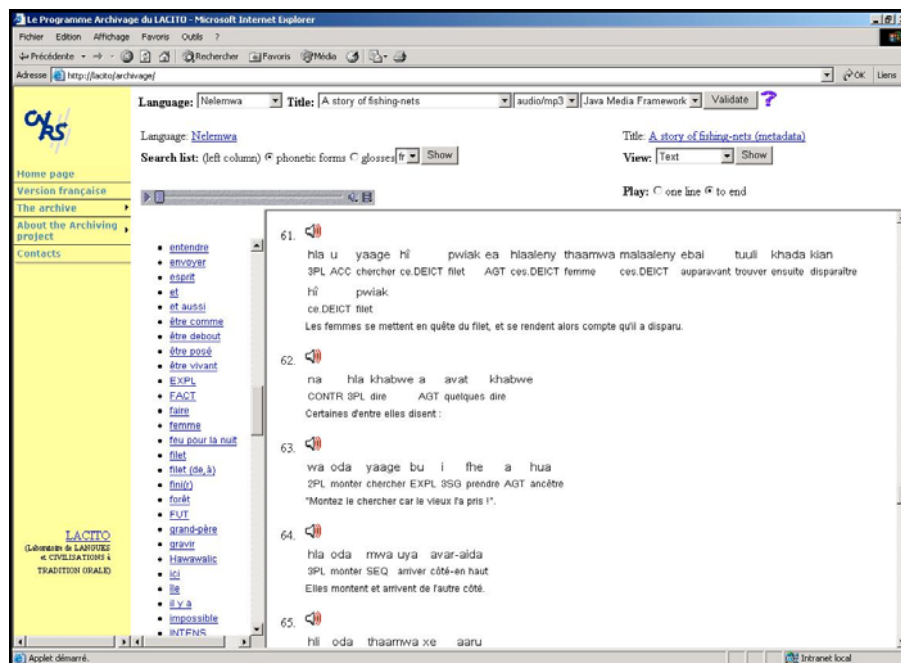 Le Programme Archivage du LACITO - Microsoft Internet Explorer
Fichier Edition Affichage Favoris Outils ?
Précédente Rechercher Favoris Média
Adresse http://lacito/archivage/ OK Liens
CNRS
Home page
Version française
The archive
About the Archiving project
Contacts
LACITO
(Laboratoire de LANGUES
et CIVILISATIONS à
TRADITION ORALE)
Language: Nelemwa Title: A story of fishing-nets audio/mp3 Java Media Framework Validate ?
Language: Nelemwa Title: A story of fishing-nets (metadata)
Search list: (left column) phonetic forms glosses fr Show View: Text Show
Play: one line to end
entendre
envoyer
esprit
et
et aussi
être comme
être debout
être posé
être vivant
EXPL
FACT
faire
femme
feu pour la nuit
filet
filet (de,à)
fini(r)
forêt
FUT
grand-père
gravir
Hawawalic
ici
île
il y a
impossible
INTENS
61.
hla u yaage hî pwiak ea hlaaleny thaamwa malaaleny ebai tuuli khada kian
3PL ACC chercher ce.DEICT filet AGT ces.DEICT femme ces.DEICT auparavant trouver ensuite disparaître
hî pwiak
ce.DEICT filet
Les femmes se mettent en quête du filet, et se rendent alors compte qu'il a disparu.
62.
na hla khabwe a avat khabwe
CONTR 3PL dire AGT quelques dire
Certaines d'entre elles disent :
63.
wa oda yaage bu i fhe a hua
2PL monter chercher EXPL 3SG prendre AGT ancêtre
"Montez le chercher car le vieux l'a pris !".
64.
hla oda mwa uya avar-aida
3PL monter SEQ arriver côté-en haut
Elles montent et arrivent de l'autre côté.
65.
hli oda thaamwa xe aaru
Applet démarré. Intranet local